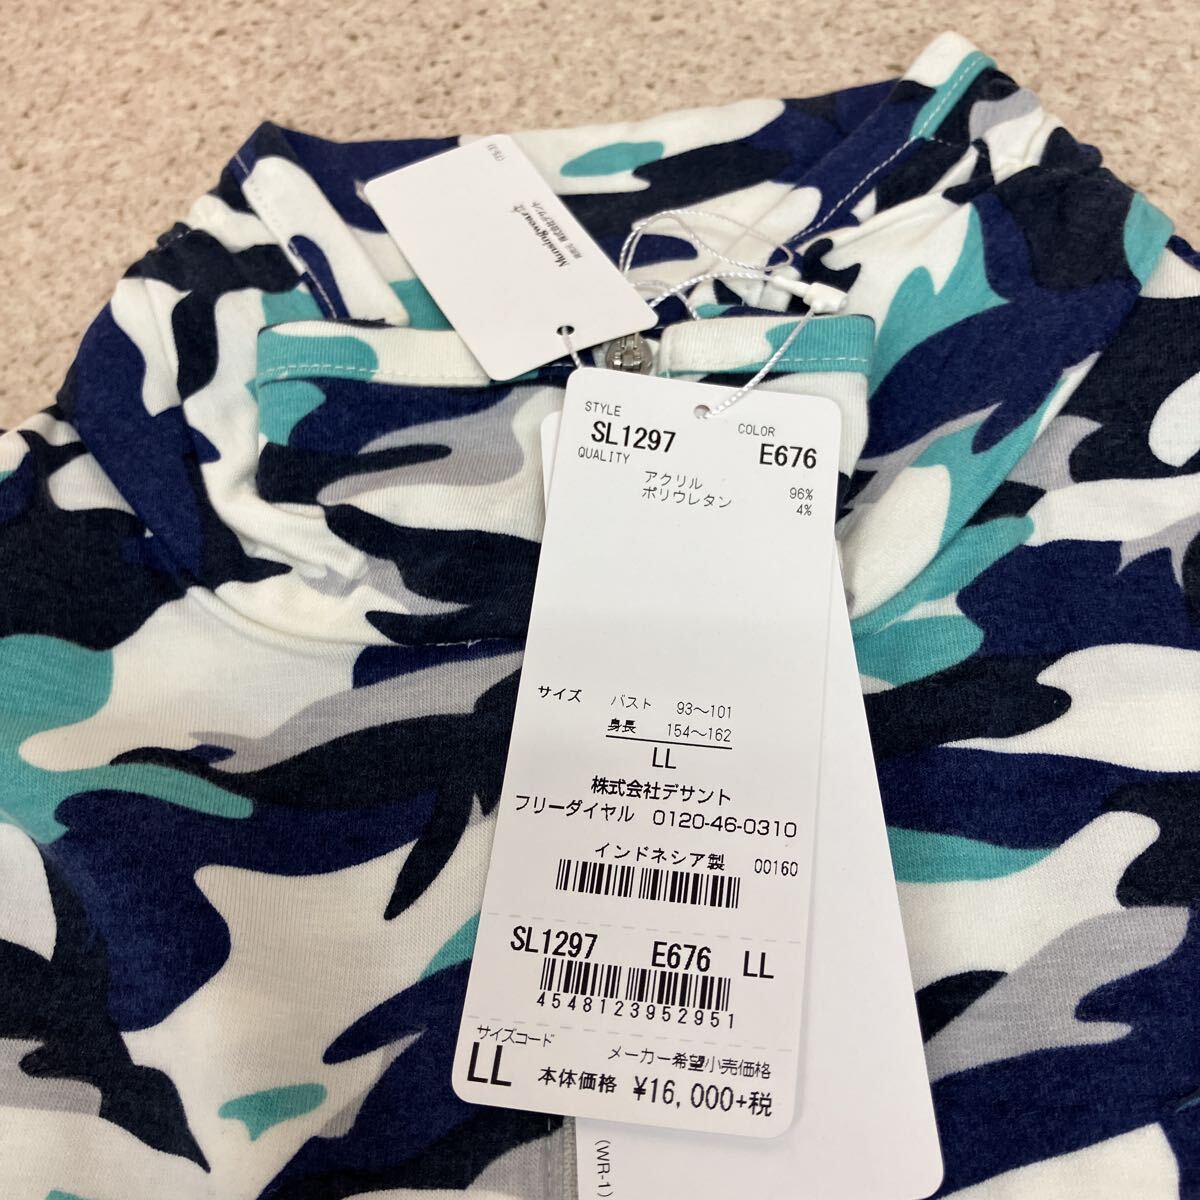 Munsingwear
STYLE COLOR
SL1297 E676
QUALITY
アクリル 96%
ポリウレタン 4%
サイズ バスト 93～101
身長 154～162
LL
株式会社デサント
フリーダイヤル 0120-46-0310
インドネシア製 00160
SL1297 E676 LL
4548123952951
サイズコード
LL
メーカー希望小売価格
本体価格 ¥16,000+税
(WR-1)